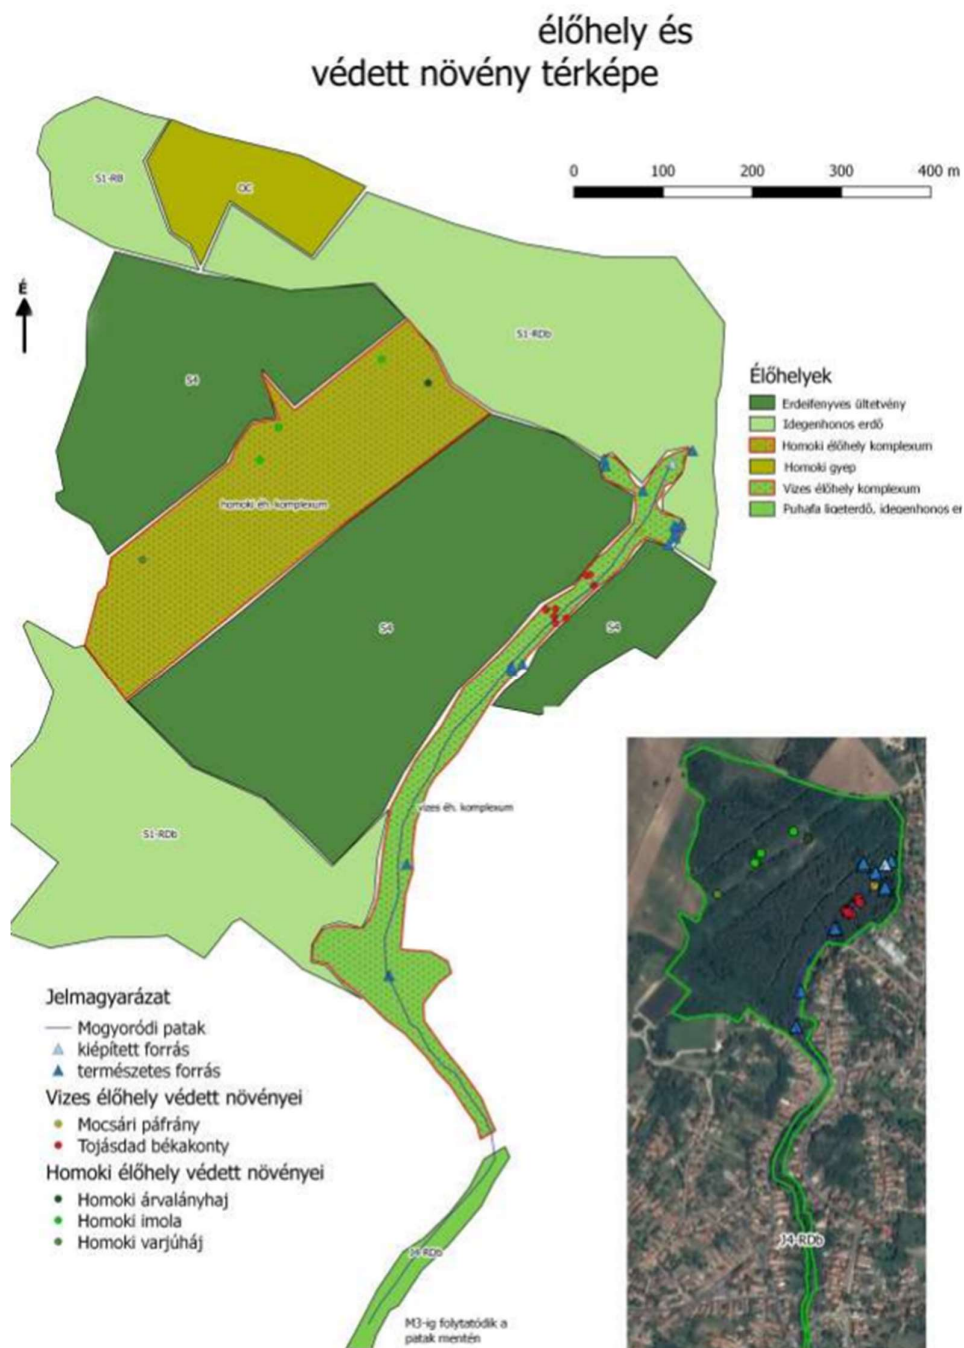 élőhely és
védett növény térképe
0 100 200 300 400 m
S1-RB
OC
É
S1-RDb
S4
Élőhelyek
Erdeifenyves ültetvény
Idegenhonos erdő
Homoki élőhely komplexum
Homoki gyep
Vizes élőhely komplexum
Puhafa ligeterdő, idegenhonos er
homoki éh. komplexum
S4
S4
vizes éh. komplexum
S1-RDb
Jelmagyarázat
Mogyoródi patak
kiépített forrás
természetes forrás
Vizes élőhely védett növényei
Mocsári páfrány
Tojásdad békakonty
Homoki élőhely védett növényei
Homoki árvalányhaj
Homoki imola
Homoki varjúháj
J4-RDb
J4-RDb
M3-ig folytatódik a
patak mentén